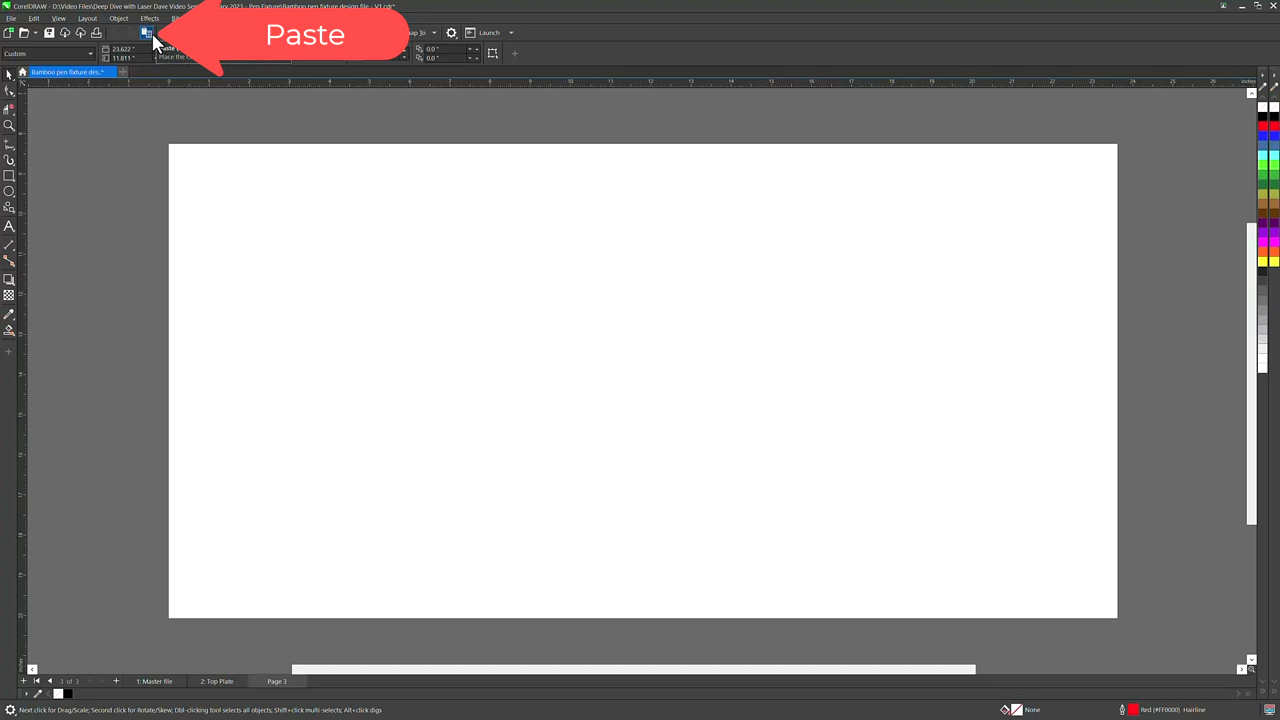 CorelDRAW - D:\Video Files\Deep Dive with Laser Dave Video Se 2023 - Pen Fixture\Bamboo pen fixture design file - V1.cdr*
File Edit View Layout Object Effects
Paste
Launch
Custom
23.622 "
11.811 "
Place the
0.0 °
0.0 °
Bamboo pen fixture des..*
inches
3 of 3
1: Master file
2: Top Plate
Page 3
Next click for Drag/Scale; Second click for Rotate/Skew; Dbl-clicking tool selects all objects; Shift+click multi-selects; Alt+click digs
None
Red (#FF0000) Hairline